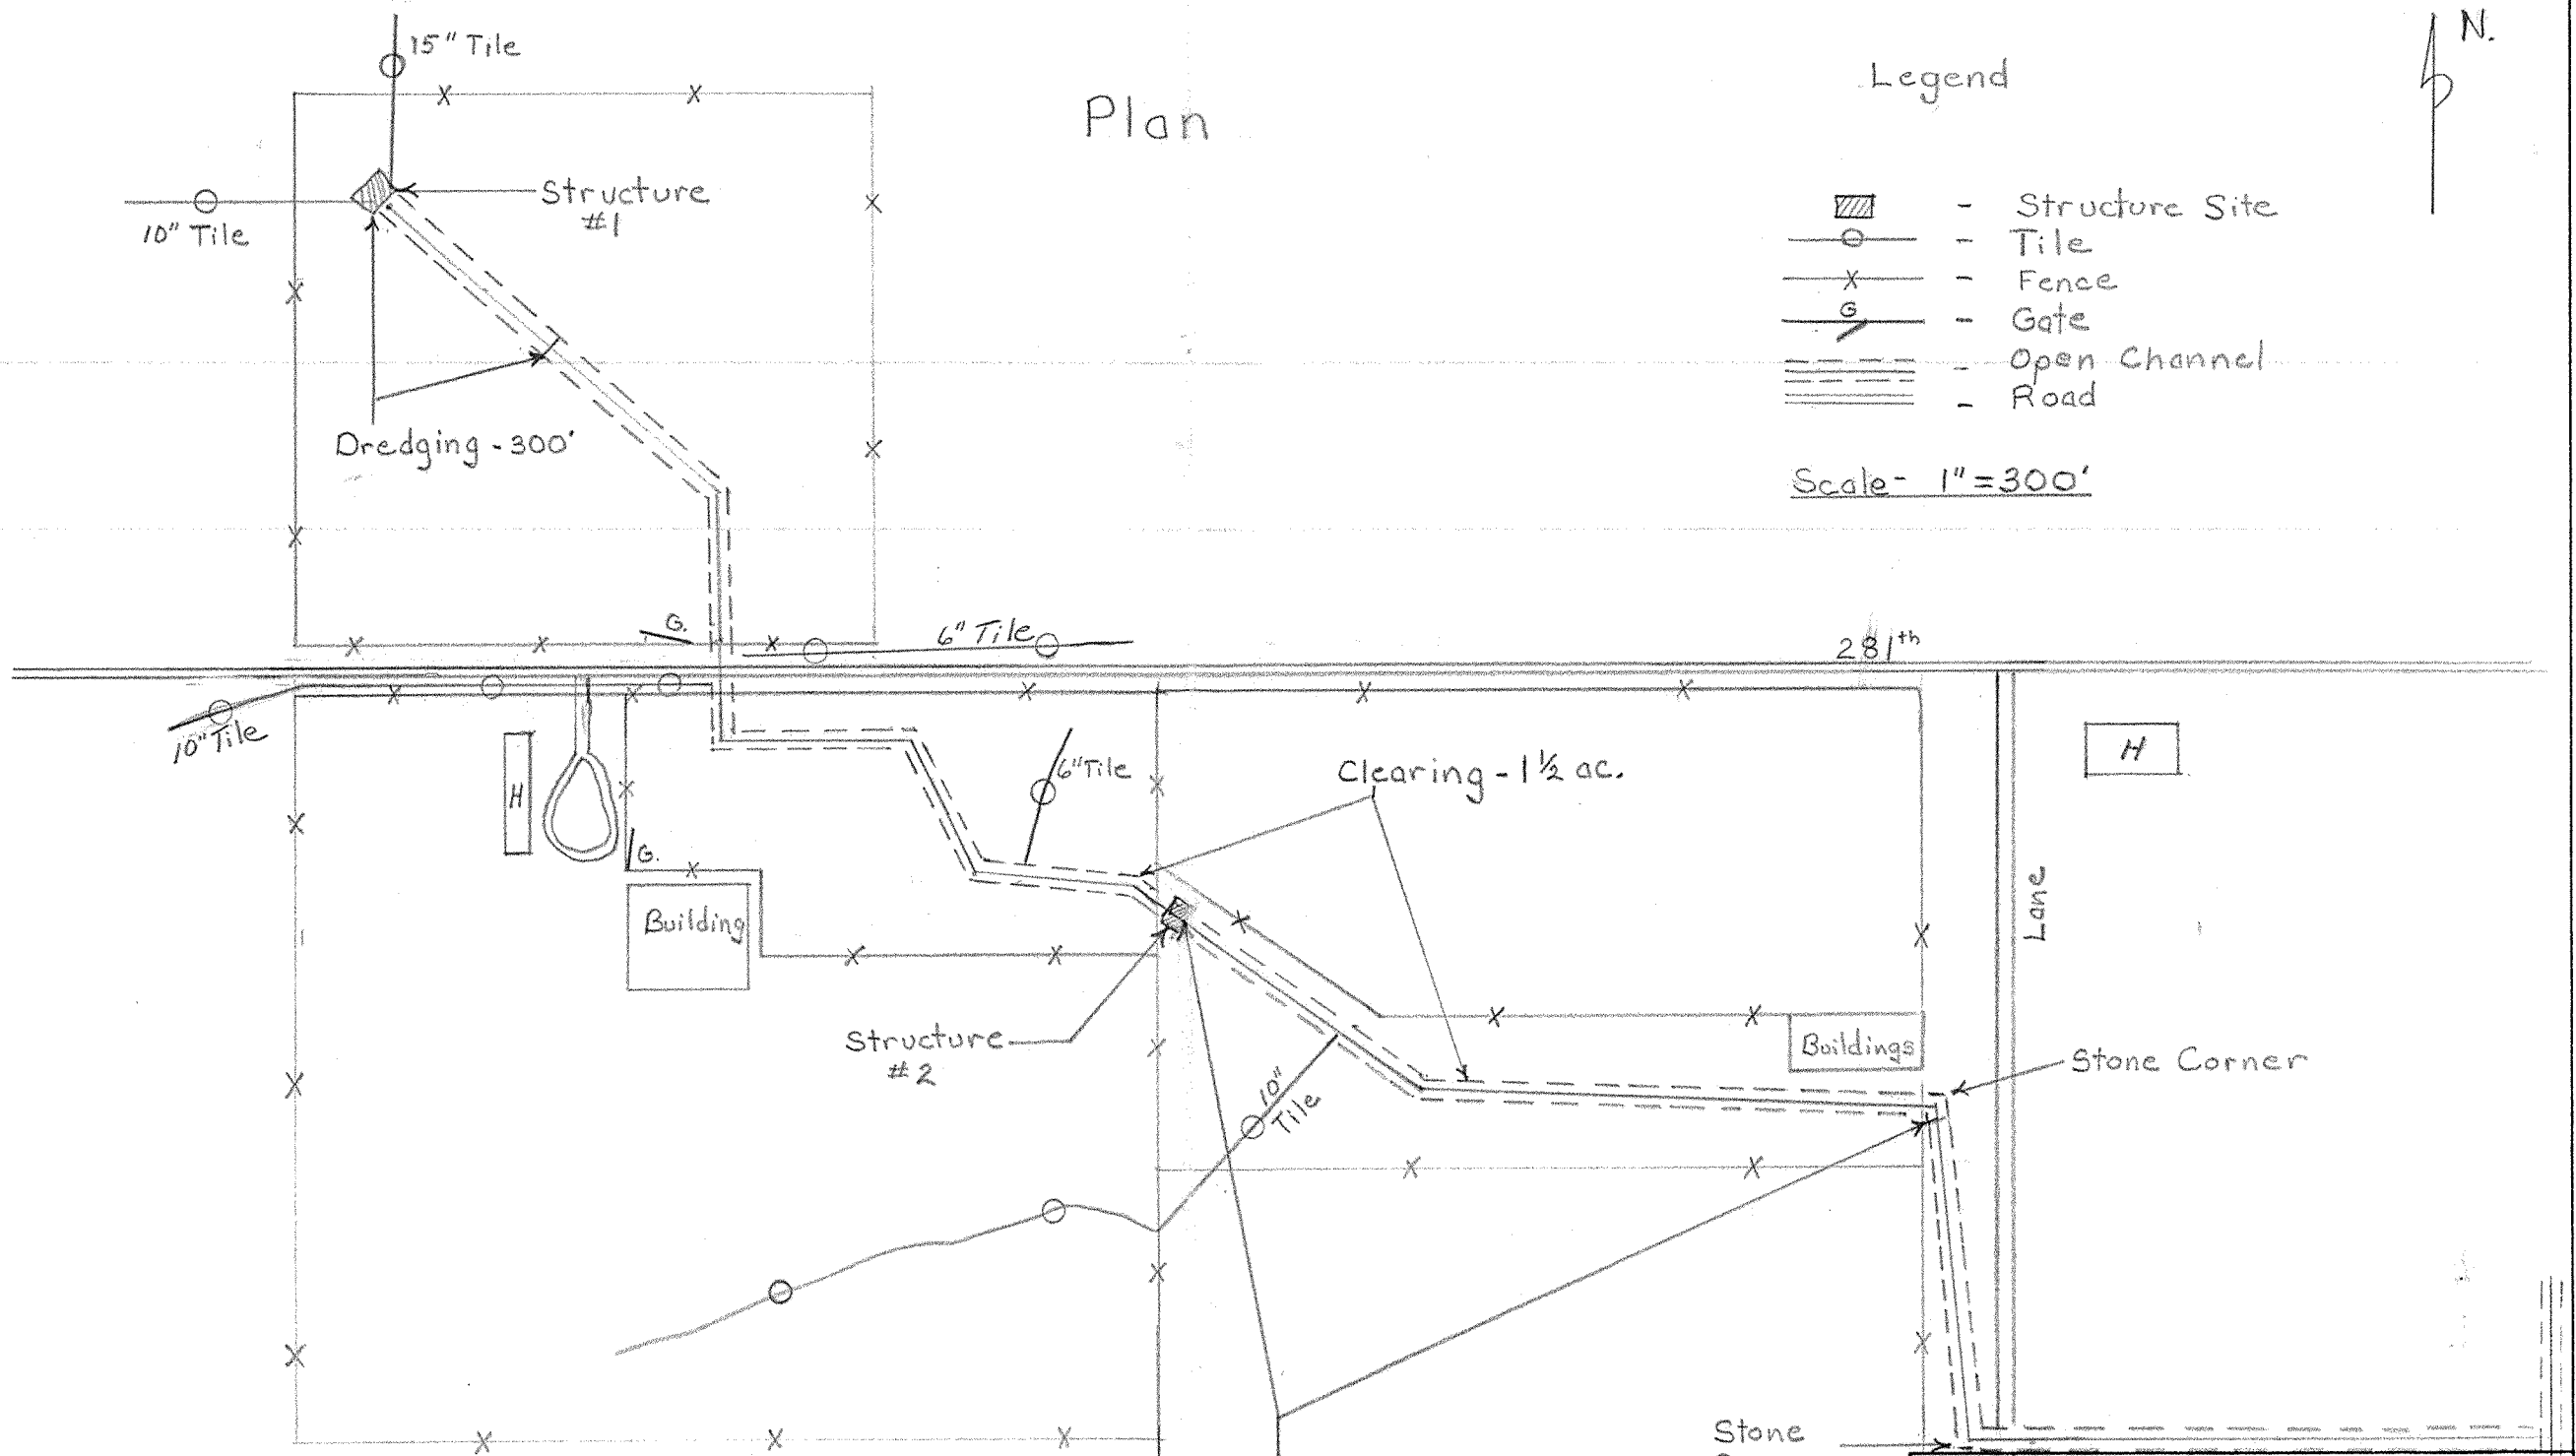 15" Tile
N.
Legend
Plan
Structure
#1
10" Tile
- Structure Site
- Tile
x - Fence
G - Gate
- Open Channel
- Road
Dredging - 300'
Scale - 1" = 300'
G.
6" Tile
281th
10" Tile
H
H
6" Tile
Clearing - 1 ½ ac.
G.
Building
Lane
Structure
#2
Buildings
Stone Corner
10"
Tile
Stone